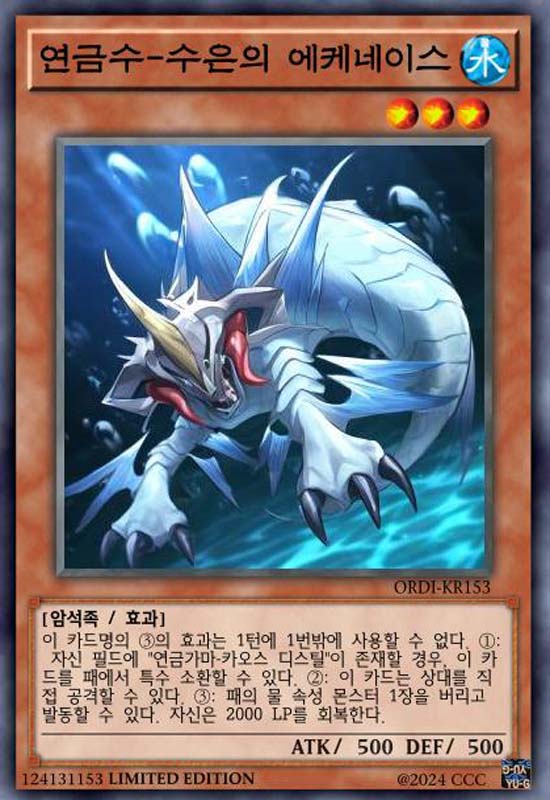 연금수-수은의 에케네이스
水
ORDI-KR153
[암석족 / 효과]
이 카드명의 ③의 효과는 1턴에 1번밖에 사용할 수 없다. ①:
자신 필드에 "연금가마-카오스 디스틸"이 존재할 경우, 이 카
드를 패에서 특수 소환할 수 있다. ②: 이 카드는 상대를 직
접 공격할 수 있다. ③: 패의 물 속성 몬스터 1장을 버리고
발동할 수 있다. 자신은 2000 LP를 회복한다.
ATK/ 500 DEF/ 500
124131153 LIMITED EDITION
@2024 CCC
YU-G